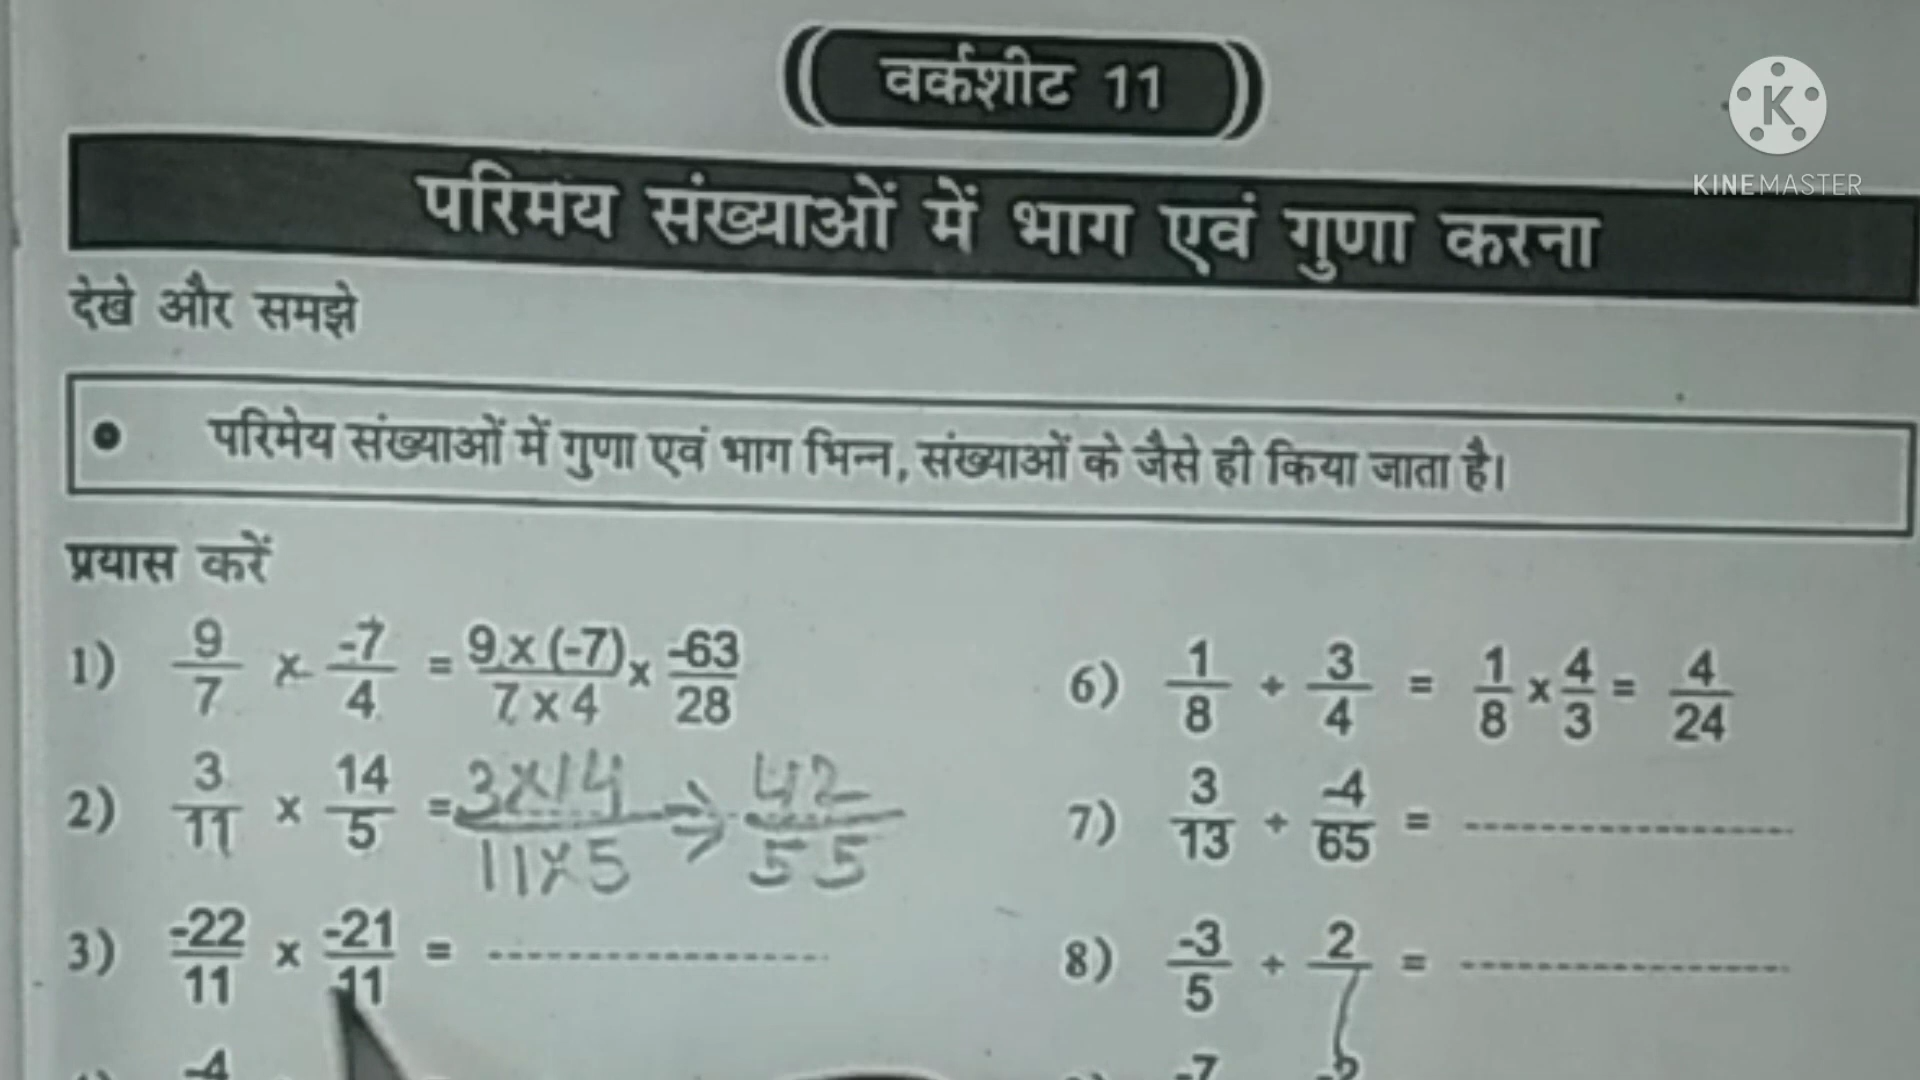 वर्कशीट 11
K
KINEMASTER
परिमय संख्याओं में भाग एवं गुणा करना
देखे और समझे
• परिमेय संख्याओं में गुणा एवं भाग भिन्न, संख्याओं के जैसे ही किया जाता है।
प्रयास करें
1) 9/7 x -7/4 = 9 x (-7)/7 x 4 x -63/28
2) 3/11 x 14/5 = 3x14/11x5 => 42/55
3) -22/11 x -21/11 = --------------------
-4
6) 1/8 ÷ 3/4 = 1/8 x 4/3 = 4/24
7) 3/13 ÷ -4/65 = --------------------
8) -3/5 ÷ 2/ = --------------------
-7